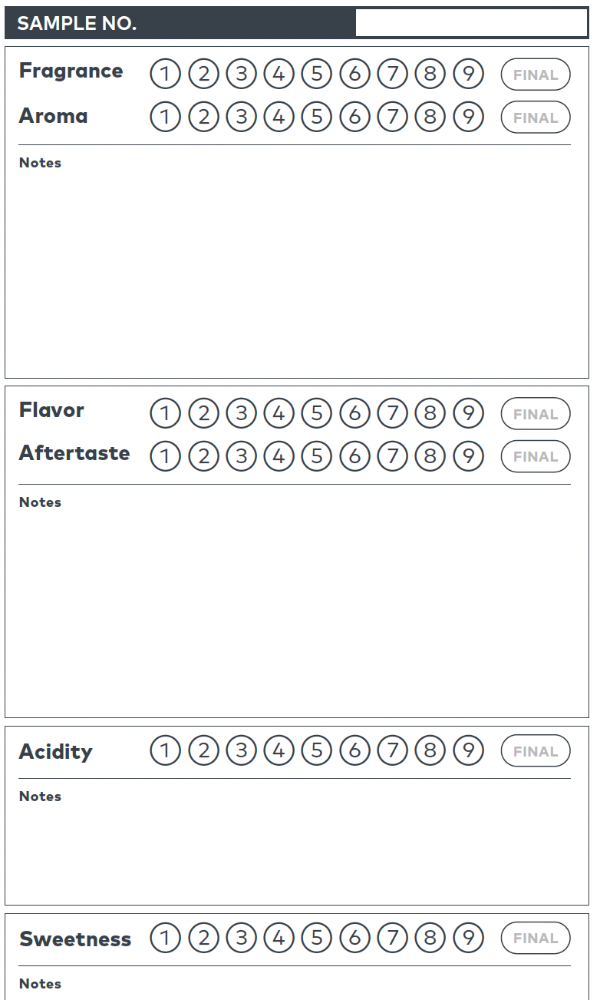 SAMPLE NO.
Fragrance 1 2 3 4 5 6 7 8 9 FINAL
Aroma 1 2 3 4 5 6 7 8 9 FINAL
Notes
Flavor 1 2 3 4 5 6 7 8 9 FINAL
Aftertaste 1 2 3 4 5 6 7 8 9 FINAL
Notes
Acidity 1 2 3 4 5 6 7 8 9 FINAL
Notes
Sweetness 1 2 3 4 5 6 7 8 9 FINAL
Notes